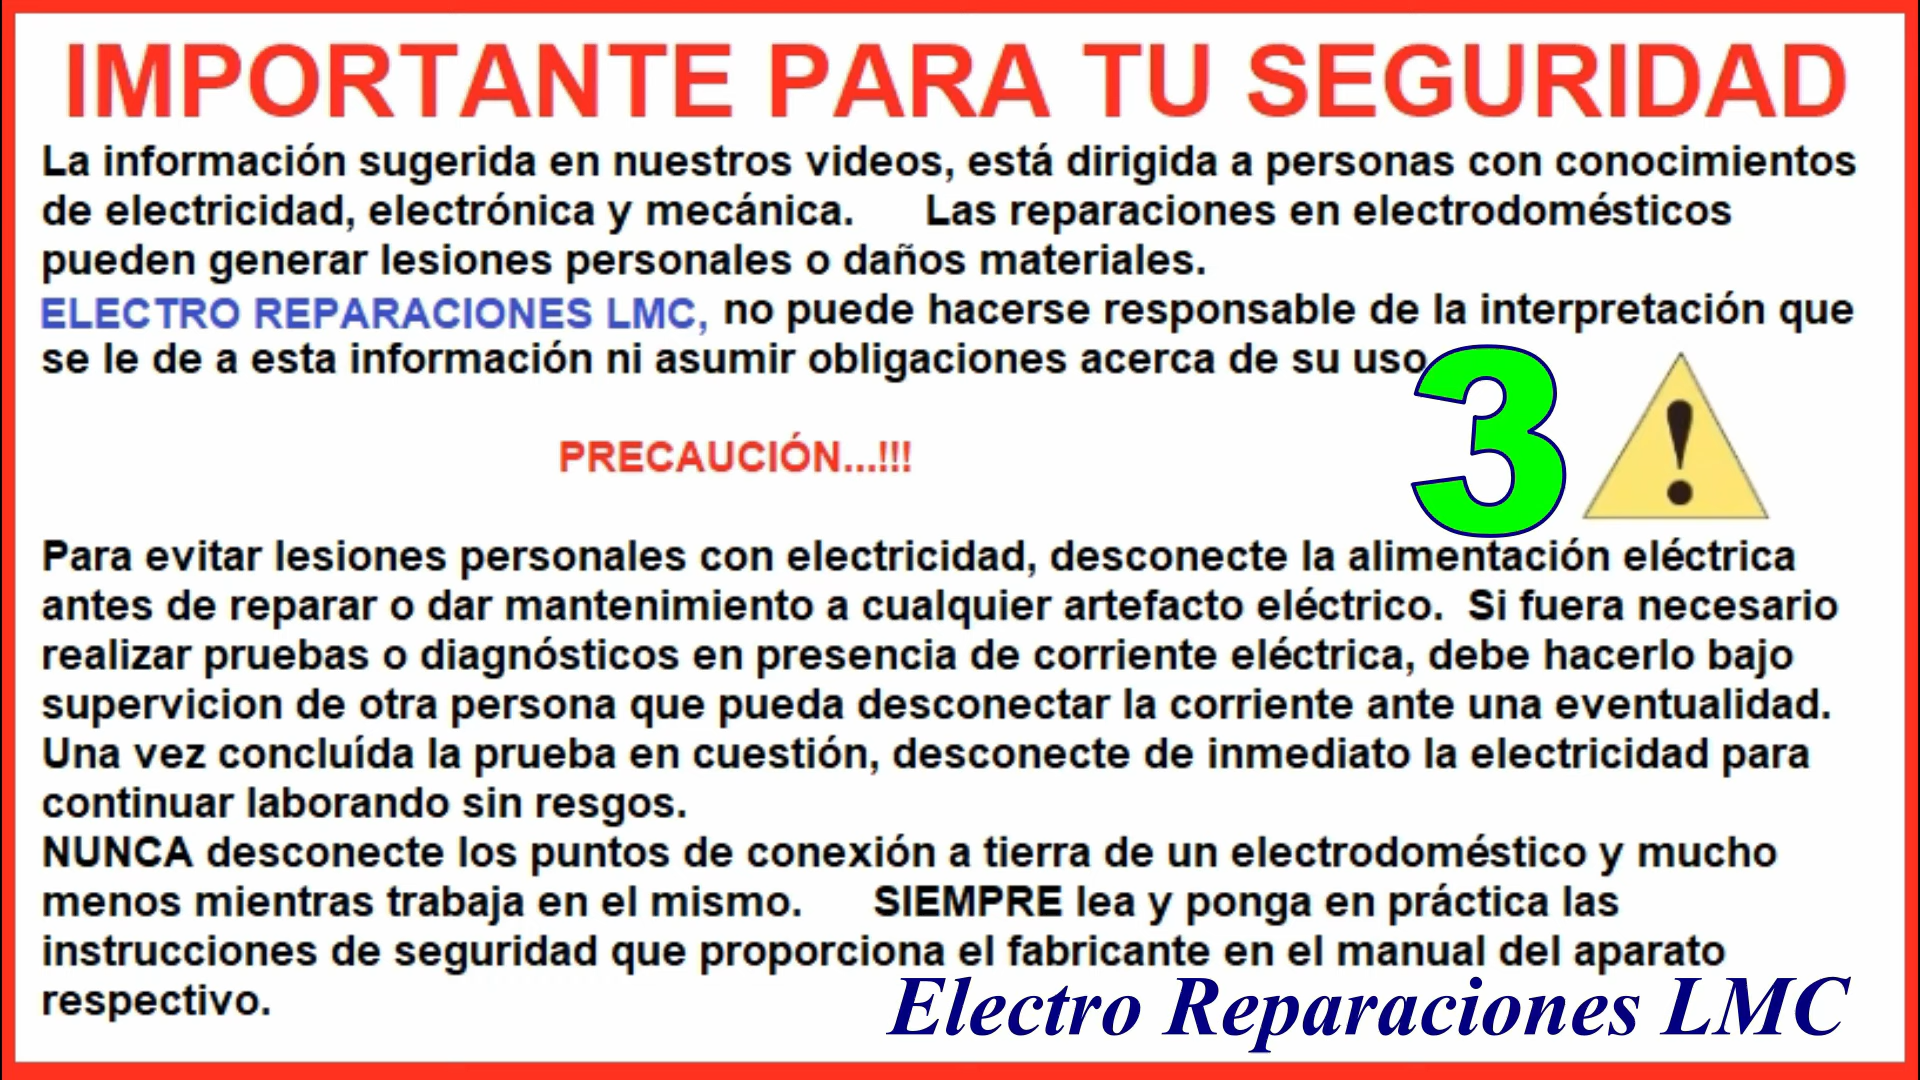 IMPORTANTE PARA TU SEGURIDAD
La información sugerida en nuestros videos, está dirigida a personas con conocimientos
de electricidad, electrónica y mecánica. Las reparaciones en electrodomésticos
pueden generar lesiones personales o daños materiales.
ELECTRO REPARACIONES LMC, no puede hacerse responsable de la interpretación que
se le de a esta información ni asumir obligaciones acerca de su uso
3
!
PRECAUCIÓN...!!!
Para evitar lesiones personales con electricidad, desconecte la alimentación eléctrica
antes de reparar o dar mantenimiento a cualquier artefacto eléctrico. Si fuera necesario
realizar pruebas o diagnósticos en presencia de corriente eléctrica, debe hacerlo bajo
supervicion de otra persona que pueda desconectar la corriente ante una eventualidad.
Una vez concluída la prueba en cuestión, desconecte de inmediato la electricidad para
continuar laborando sin resgos.
NUNCA desconecte los puntos de conexión a tierra de un electrodoméstico y mucho
menos mientras trabaja en el mismo. SIEMPRE lea y ponga en práctica las
instrucciones de seguridad que proporciona el fabricante en el manual del aparato
respectivo.
Electro Reparaciones LMC